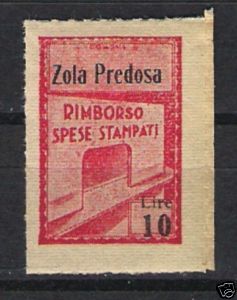 Zola Predosa
RIMBORSO
SPESE STAMPATI
Lire
10